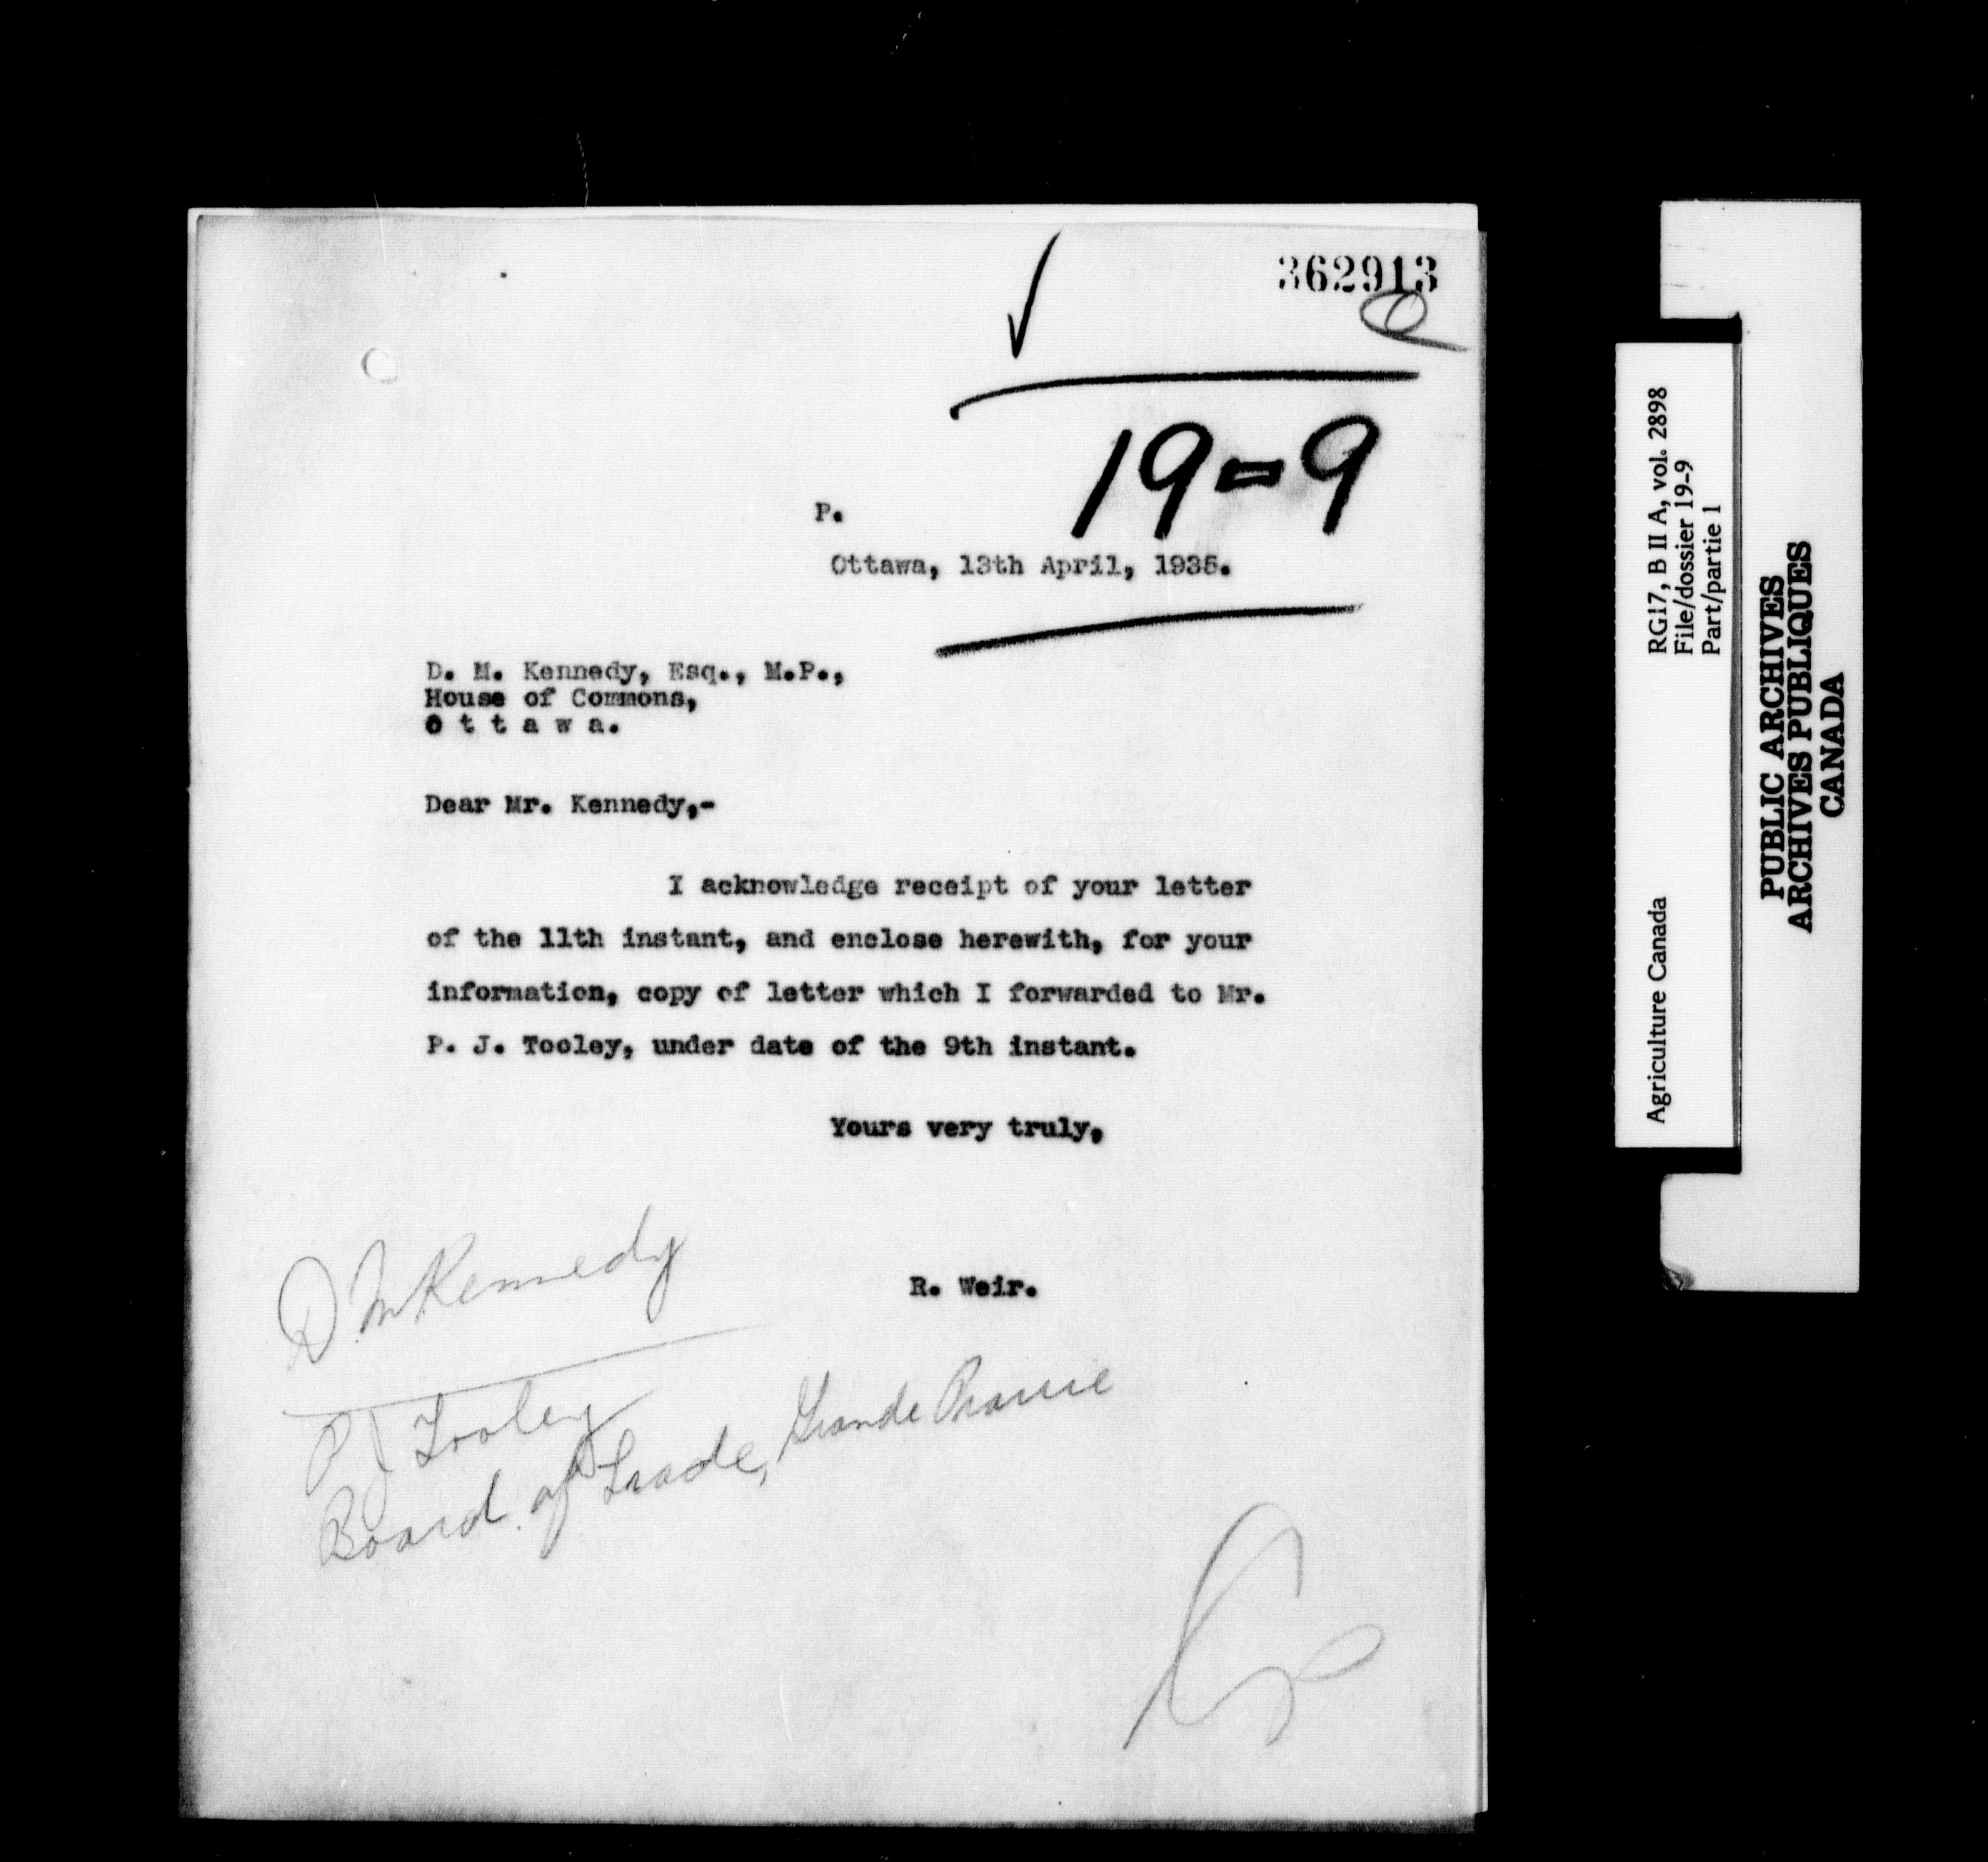 362913
19-9
P.
Ottawa, 13th April, 1935.
D. M. Kennedy, Esq., M.P.,
House of Commons,
O t t a w a.
Dear Mr. Kennedy,-
I acknowledge receipt of your letter
of the 11th instant, and enclose herewith, for your
information, copy of letter which I forwarded to Mr.
P. J. Tooley, under date of the 9th instant.
Yours very truly,
R. Weir.
D M Kennedy
P J Tooley
Board of Trade, Grande Prairie
RG17, B II A, vol. 2898
File/dossier 19-9
Part/partie 1
Agriculture Canada
PUBLIC ARCHIVES
ARCHIVES PUBLIQUES
CANADA